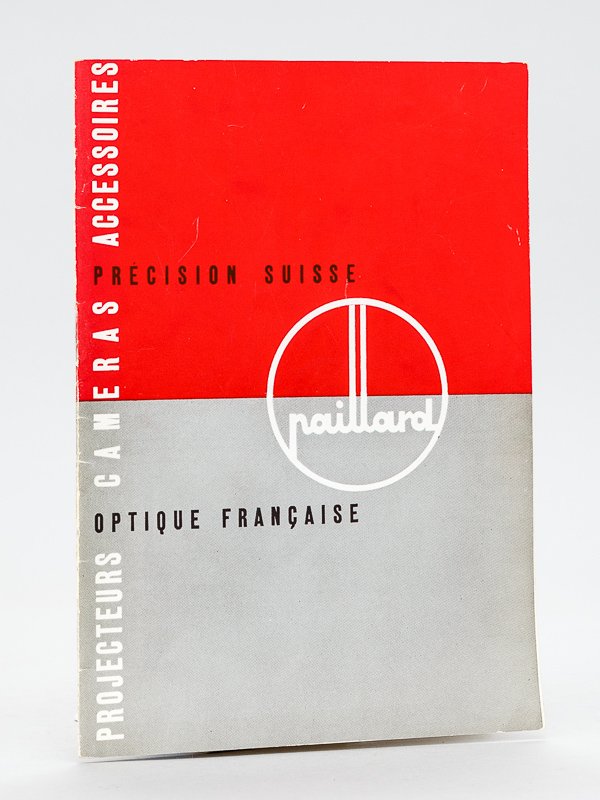 PROJECTEURS CAMERAS ACCESSOIRES
PRÉCISION SUISSE
paillard
OPTIQUE FRANÇAISE